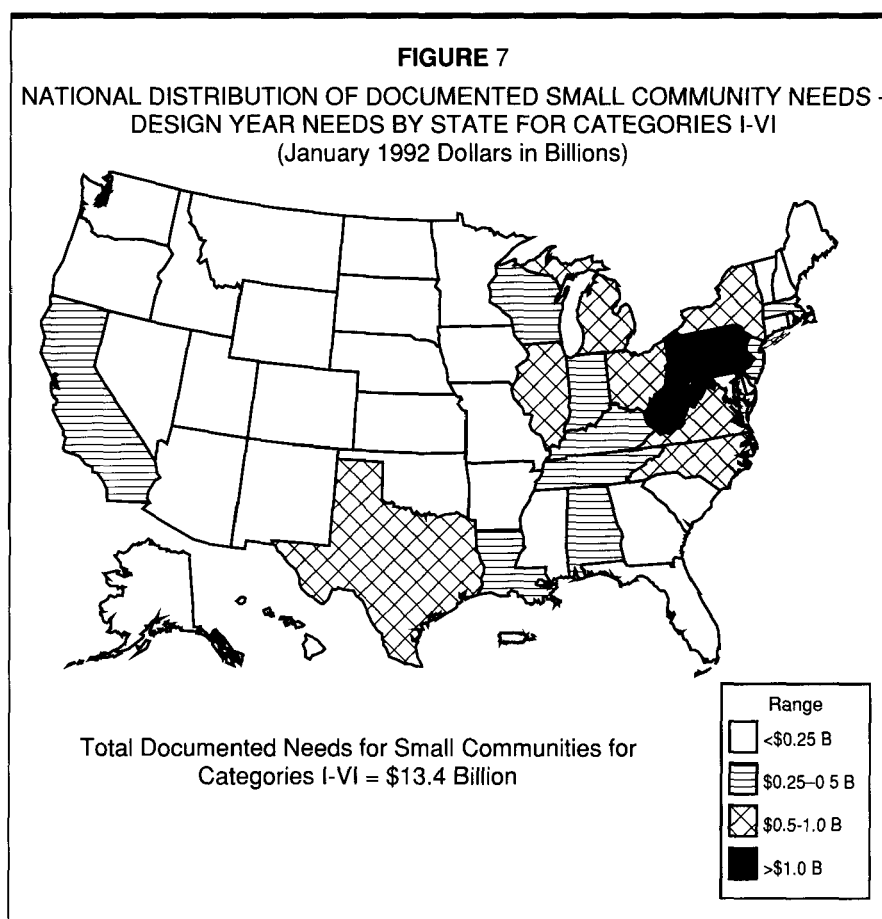 FIGURE 7
NATIONAL DISTRIBUTION OF DOCUMENTED SMALL COMMUNITY NEEDS -
DESIGN YEAR NEEDS BY STATE FOR CATEGORIES I-VI
(January 1992 Dollars in Billions)
Total Documented Needs for Small Communities for
Categories I-VI = $13.4 Billion
Range
<$0.25 B
$0.25–0 5 B
$0.5-1.0 B
>$1.0 B